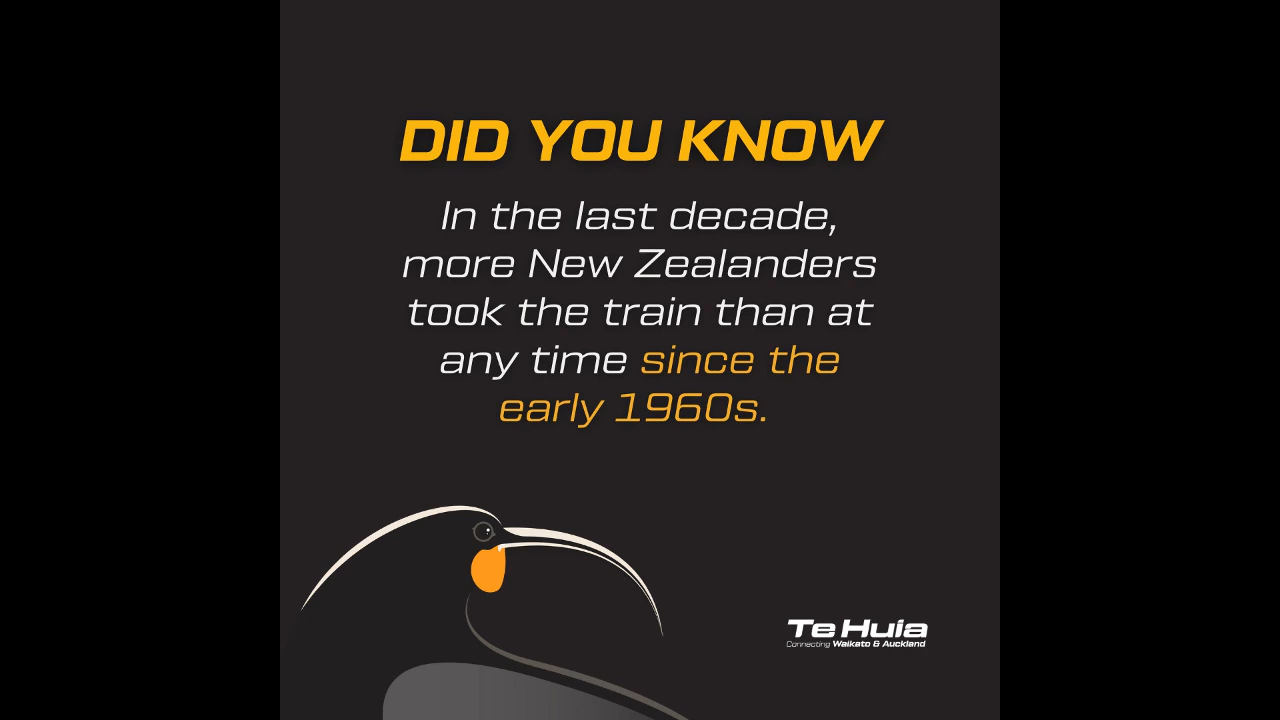 DID YOU KNOW
In the last decade,
more New Zealanders
took the train than at
any time since the
early 1960s.
Te Huia
Connecting Waikato & Auckland